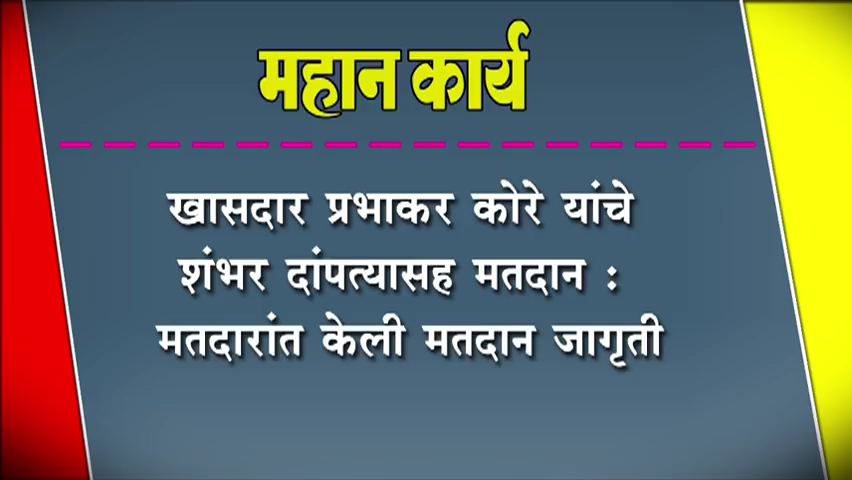 महान कार्य
खासदार प्रभाकर कोरे यांचे
शंभर दांपत्यासह मतदान :
मतदारांत केली मतदान जागृती